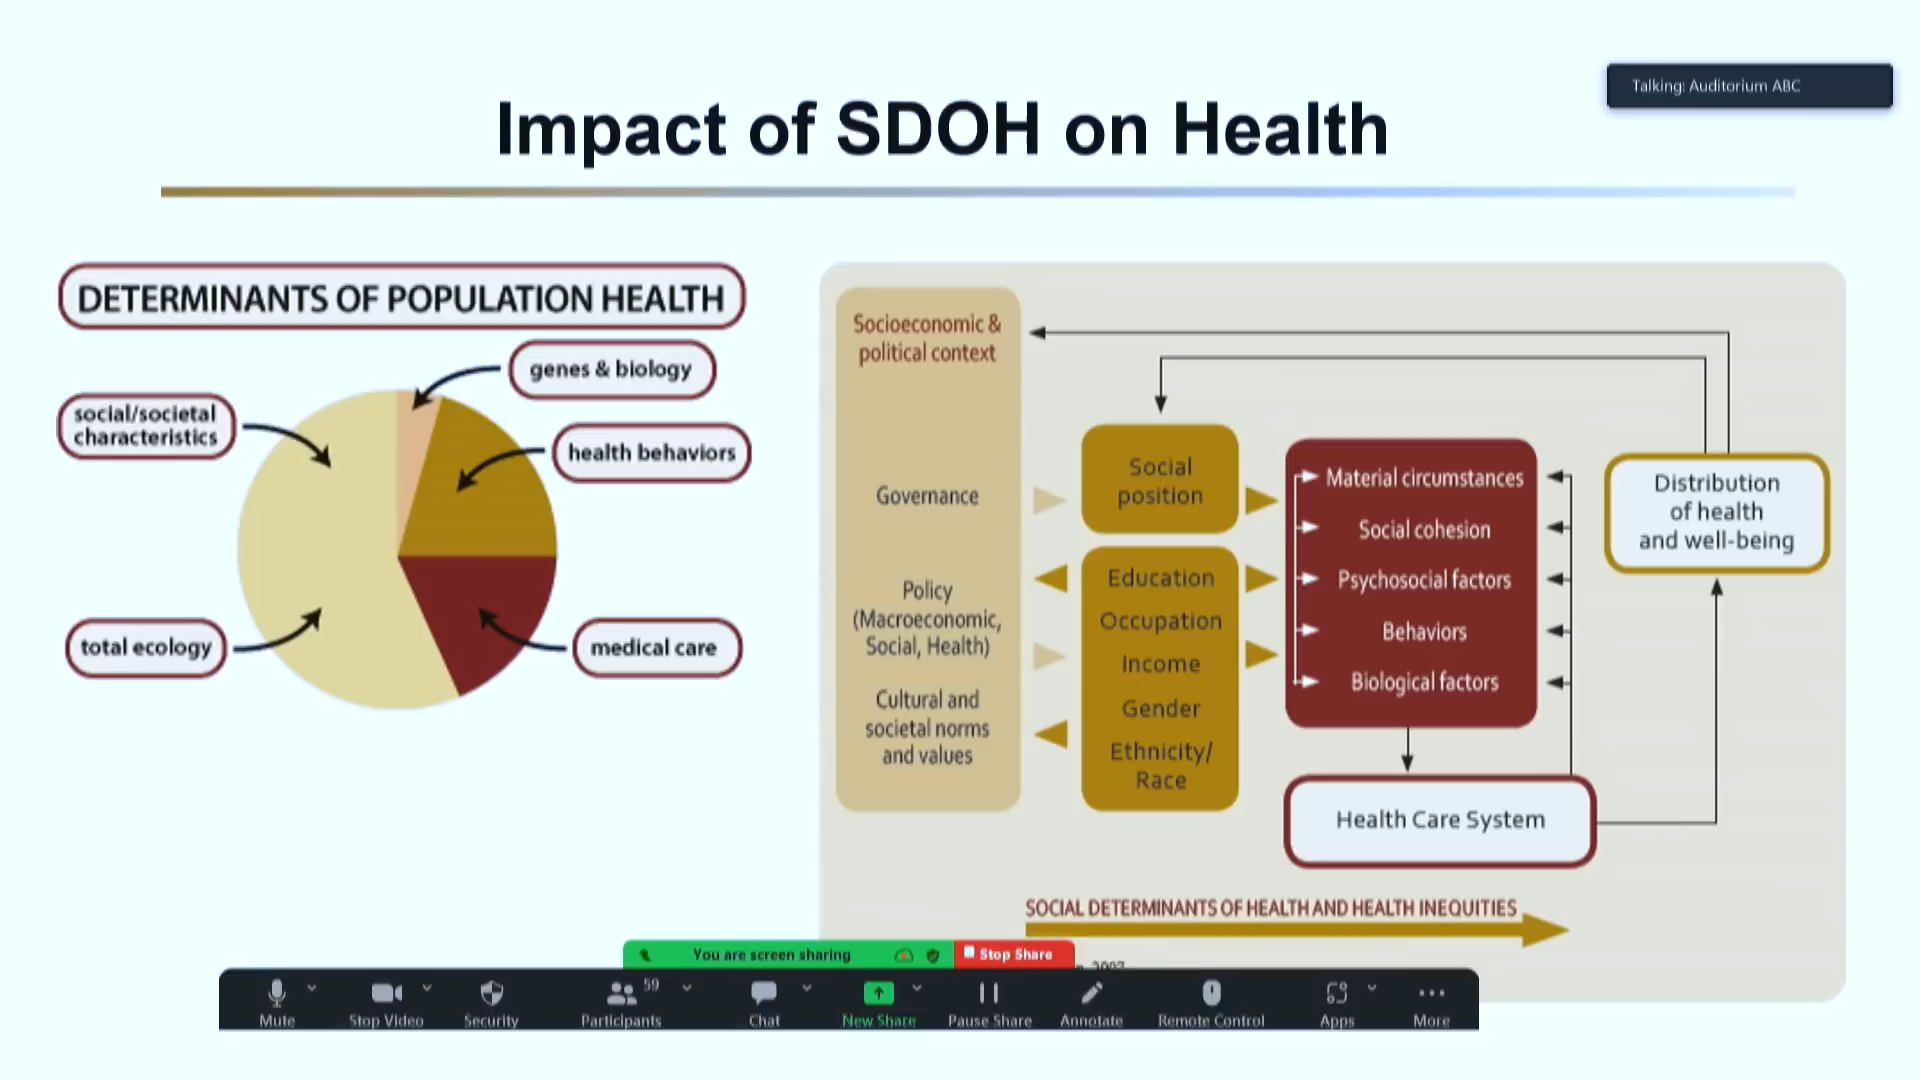 Talking: Auditorium ABC
Impact of SDOH on Health
DETERMINANTS OF POPULATION HEALTH
genes & biology
social/societal
characteristics
health behaviors
total ecology
medical care
Socioeconomic &
political context
Governance
Policy
(Macroeconomic,
Social, Health)
Cultural and
societal norms
and values
Social
position
Education
Occupation
Income
Gender
Ethnicity/
Race
Material circumstances
Social cohesion
Psychosocial factors
Behaviors
Biological factors
Distribution
of health
and well-being
Health Care System
SOCIAL DETERMINANTS OF HEALTH AND HEALTH INEQUITIES
You are screen sharing
Stop Share
Mute
Stop Video
Security
59
Participants
Chat
New Share
Pause Share
Annotate
Remote Control
Apps
More